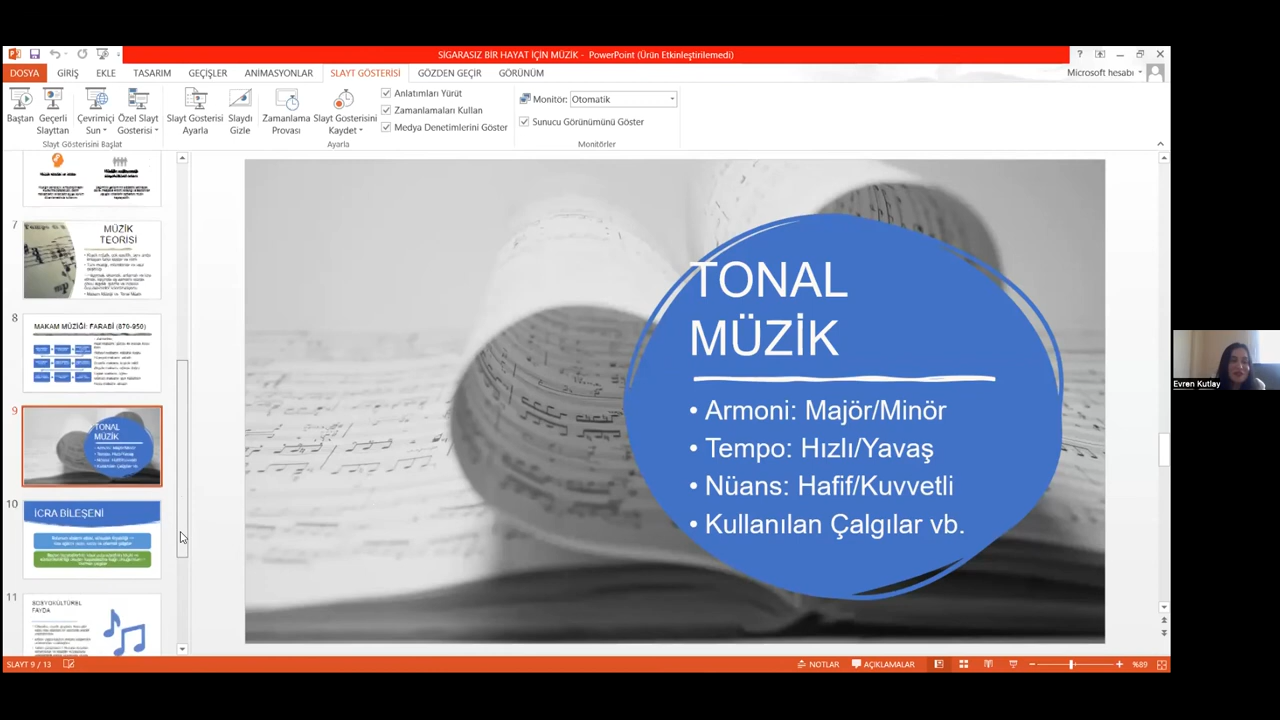 SİGARASIZ BİR HAYAT İÇİN MÜZİK - PowerPoint (Ürün Etkinleştirilemedi)
DOSYA GİRİŞ EKLE TASARIM GEÇİŞLER ANİMASYONLAR SLAYT GÖSTERİSİ GÖZDEN GEÇİR GÖRÜNÜM
Microsoft hesabı
Baştan
Geçerli Slayttan
Çevrimiçi Sun
Özel Slayt Gösterisi
Slayt Gösterisini Başlat
Slayt Gösterisi Ayarla
Slaydı Gizle
Zamanlama Provası
Slayt Gösterisini Kaydet
Anlatımları Yürüt
Zamanlamaları Kullan
Medya Denetimlerini Göster
Ayarla
Monitör: Otomatik
Sunucu Görünümünü Göster
Monitörler
7
MÜZİK
TEORİSİ
8
MAKAM MÜZİĞİ: FARABİ (870-950)
9
TONAL
MÜZİK
10
İCRA BİLEŞENİ
11
SOSYOKÜLTÜREL
FAYDA
TONAL
MÜZİK
• Armoni: Majör/Minör
• Tempo: Hızlı/Yavaş
• Nüans: Hafif/Kuvvetli
• Kullanılan Çalgılar vb.
Evren Kutlay
SLAYT 9 / 13
NOTLAR
AÇIKLAMALAR
%89